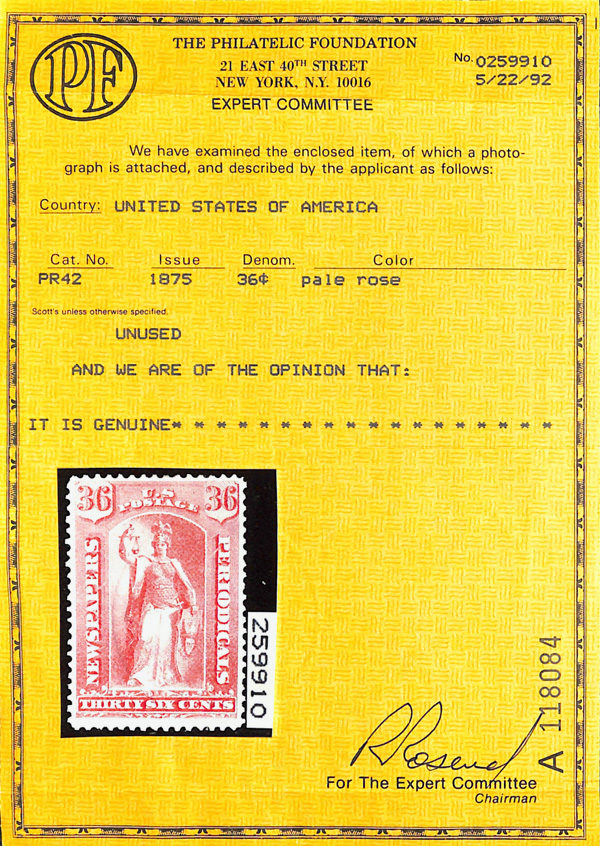 PF
THE PHILATELIC FOUNDATION
21 EAST 40TH STREET
NEW YORK, N.Y. 10016
EXPERT COMMITTEE
No. 0259910
5/22/92
We have examined the enclosed item, of which a photo-
graph is attached, and described by the applicant as follows:
Country: UNITED STATES OF AMERICA
Cat. No. Issue Denom. Color
PR42 1875 36¢ pale rose
Scott's unless otherwise specified.
UNUSED
AND WE ARE OF THE OPINION THAT:
IT IS GENUINE* * * * * * * * * * * * * * * * * *
36 U.S. 36
POSTAGE
NEWSPAPERS
PERIODICALS
THIRTY SIX CENTS
259910
R Rosend
For The Expert Committee
Chairman
A 118084